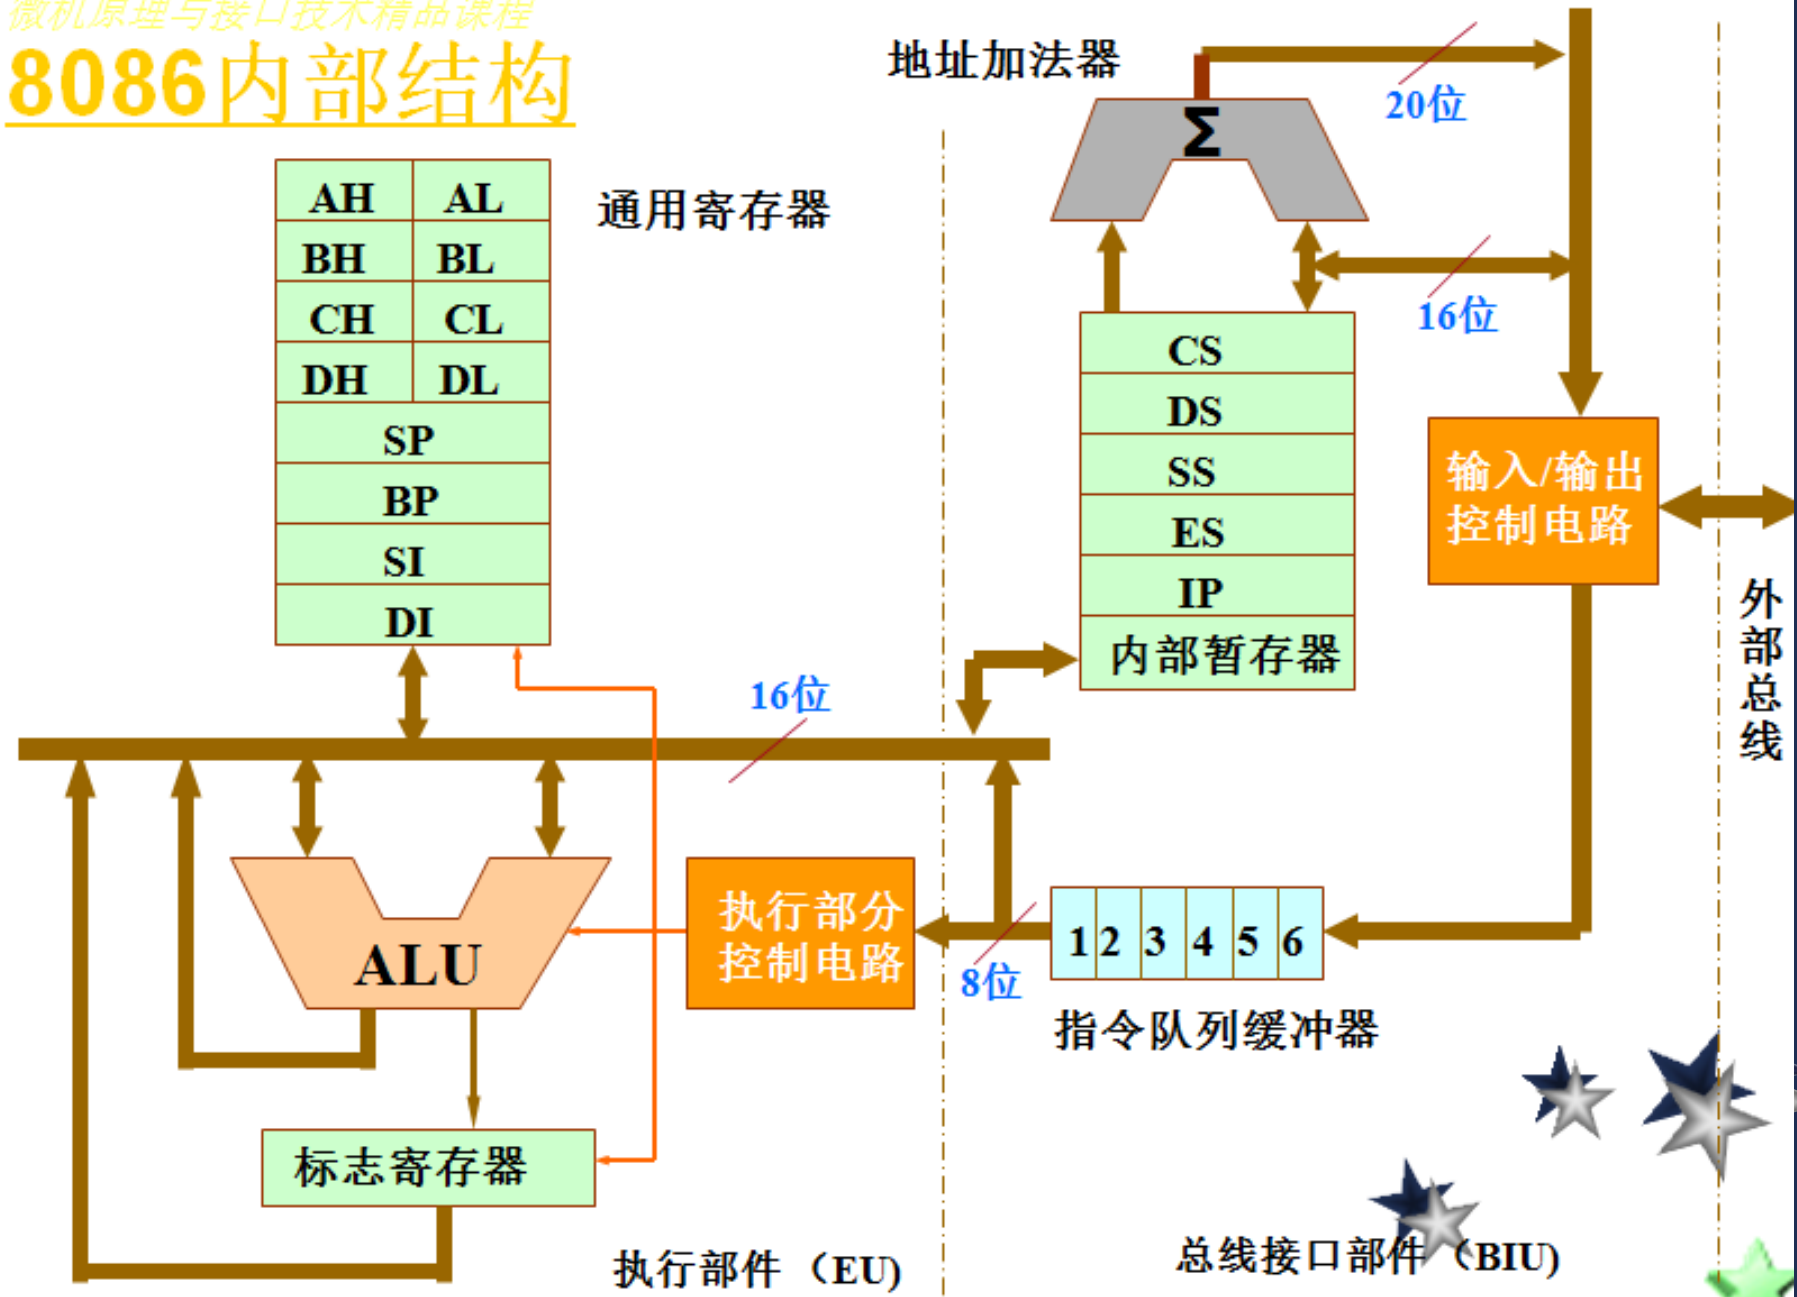 微机原理与接口技术精品课程
8086内部结构
地址加法器
Σ
20位
AH AL
通用寄存器
BH BL
CH CL
DH DL
SP
BP
SI
DI
16位
CS
DS
SS
ES
IP
内部暂存器
输入/输出
控制电路
外部总线
16位
ALU
执行部分
控制电路
8位
1 2 3 4 5 6
指令队列缓冲器
标志寄存器
执行部件（EU)
总线接口部件（BIU)